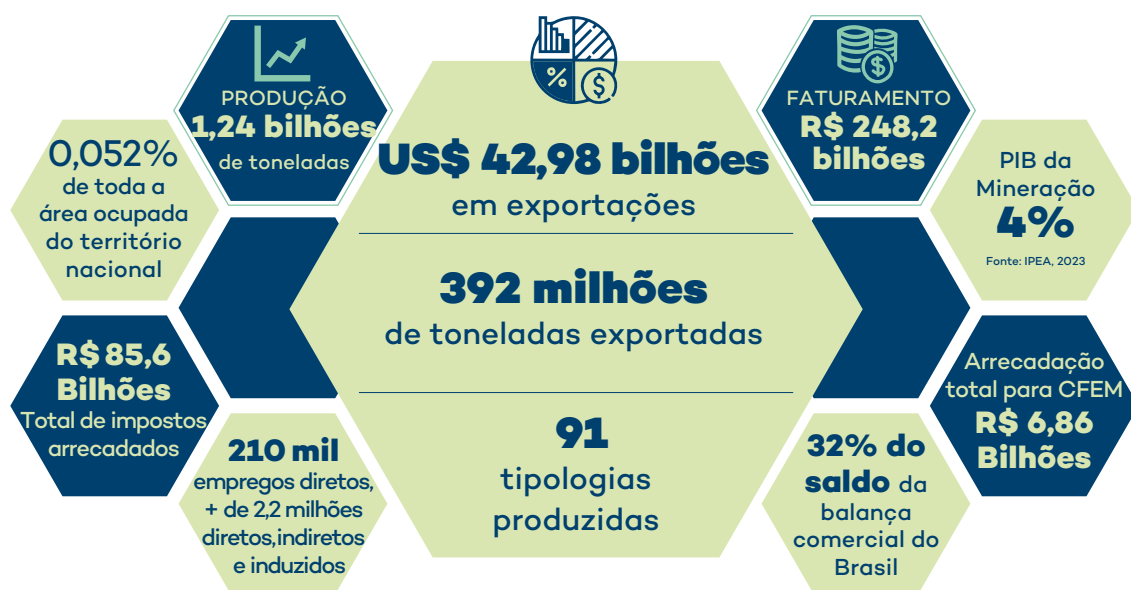 PRODUÇÃO
1,24 bilhões
de toneladas
0,052%
de toda a
área ocupada
do território
nacional
R$ 85,6
Bilhões
Total de impostos
arrecadados
210 mil
empregos diretos,
+ de 2,2 milhões
diretos,indiretos
e induzidos
%
$
US$ 42,98 bilhões
em exportações
392 milhões
de toneladas exportadas
91
tipologias
produzidas
$
FATURAMENTO
R$ 248,2
bilhões
PIB da
Mineração
4%
Fonte: IPEA, 2023
Arrecadação
total para CFEM
R$ 6,86
Bilhões
32% do
saldo da
balança
comercial do
Brasil